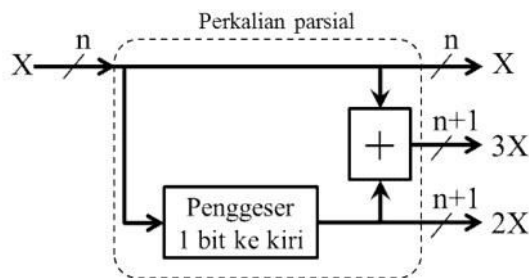 Perkalian parsial
X
n
n
X
+
n+1
3X
Penggeser
1 bit ke kiri
n+1
2X